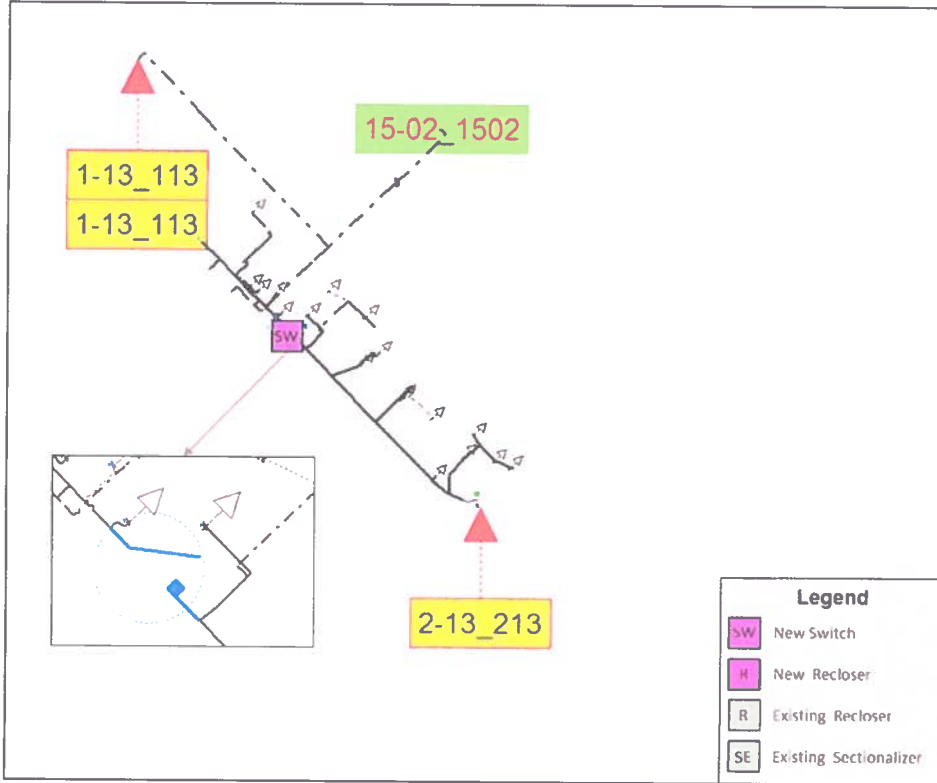 15-02_1502
1-13_113
1-13_113
SW
2-13_213
Legend
SW New Switch
R New Recloser
R Existing Recloser
SE Existing Sectionalizer